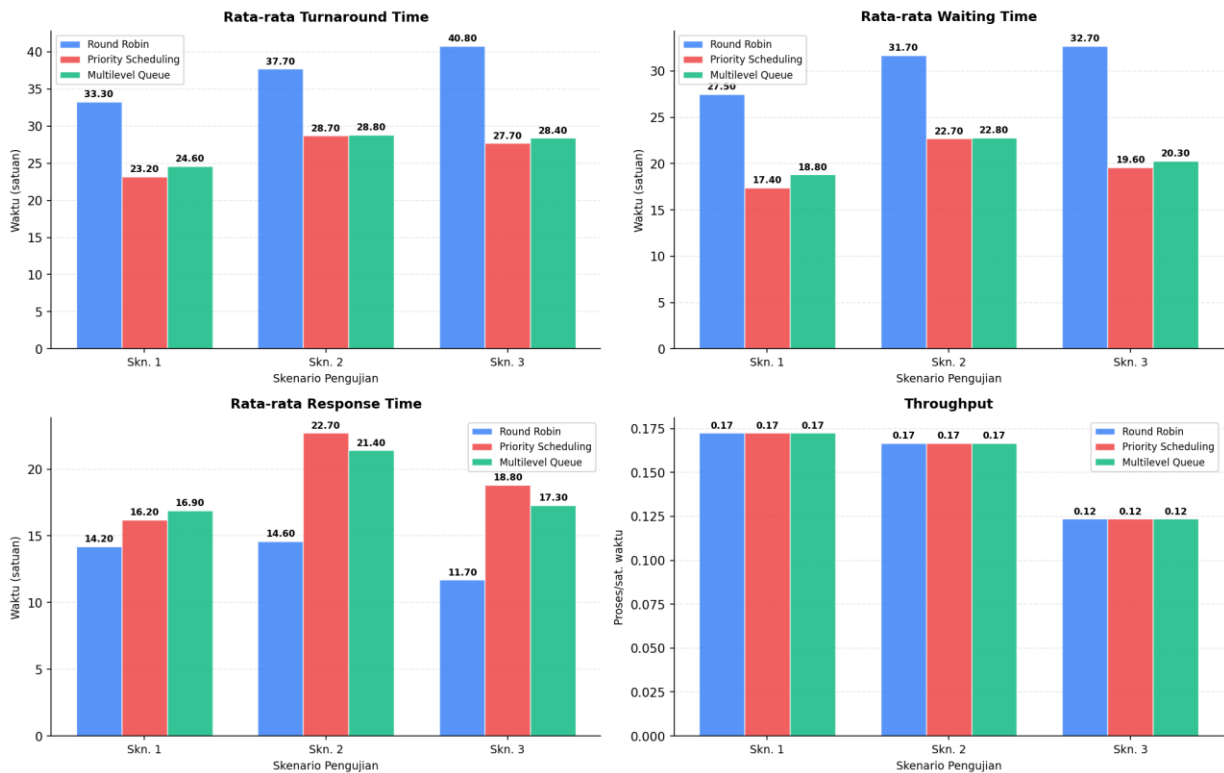 Rata-rata Turnaround Time
Waktu (satuan)
40
35
30
25
20
15
10
5
0
Round Robin
Priority Scheduling
Multilevel Queue
33.30
23.20
24.60
37.70
28.70
28.80
40.80
27.70
28.40
Skn. 1
Skn. 2
Skn. 3
Skenario Pengujian
Rata-rata Waiting Time
Waktu (satuan)
30
25
20
15
10
5
0
Round Robin
Priority Scheduling
Multilevel Queue
27.50
17.40
18.80
31.70
22.70
22.80
32.70
19.60
20.30
Skn. 1
Skn. 2
Skn. 3
Skenario Pengujian
Rata-rata Response Time
Waktu (satuan)
20
15
10
5
0
Round Robin
Priority Scheduling
Multilevel Queue
14.20
16.20
16.90
14.60
22.70
21.40
11.70
18.80
17.30
Skn. 1
Skn. 2
Skn. 3
Skenario Pengujian
Throughput
Proses/sat. waktu
0.175
0.150
0.125
0.100
0.075
0.050
0.025
0.000
Round Robin
Priority Scheduling
Multilevel Queue
0.17
0.17
0.17
0.17
0.17
0.17
0.12
0.12
0.12
Skn. 1
Skn. 2
Skn. 3
Skenario Pengujian